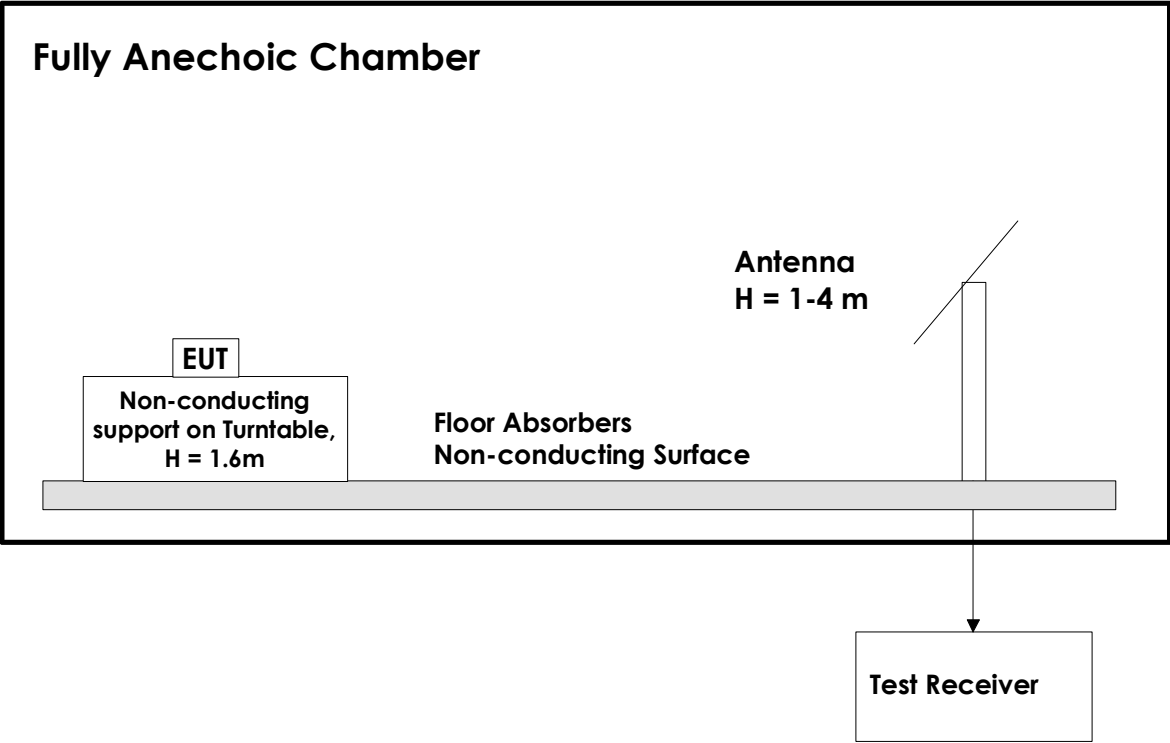 Fully Anechoic Chamber
Antenna
H = 1-4 m
EUT
Non-conducting
support on Turntable,
H = 1.6m
Floor Absorbers
Non-conducting Surface
Test Receiver